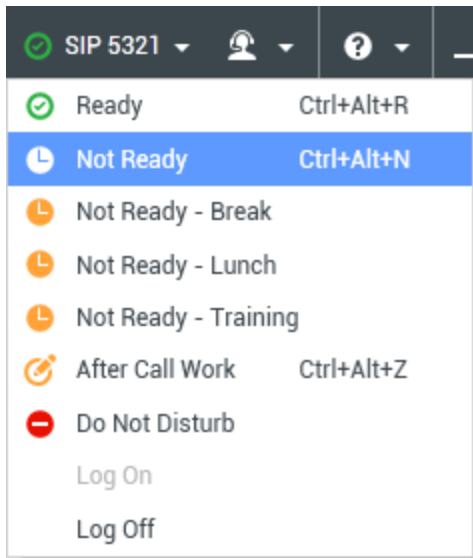 SIP 5321
Ready Ctrl+Alt+R
Not Ready Ctrl+Alt+N
Not Ready - Break
Not Ready - Lunch
Not Ready - Training
After Call Work Ctrl+Alt+Z
Do Not Disturb
Log On
Log Off